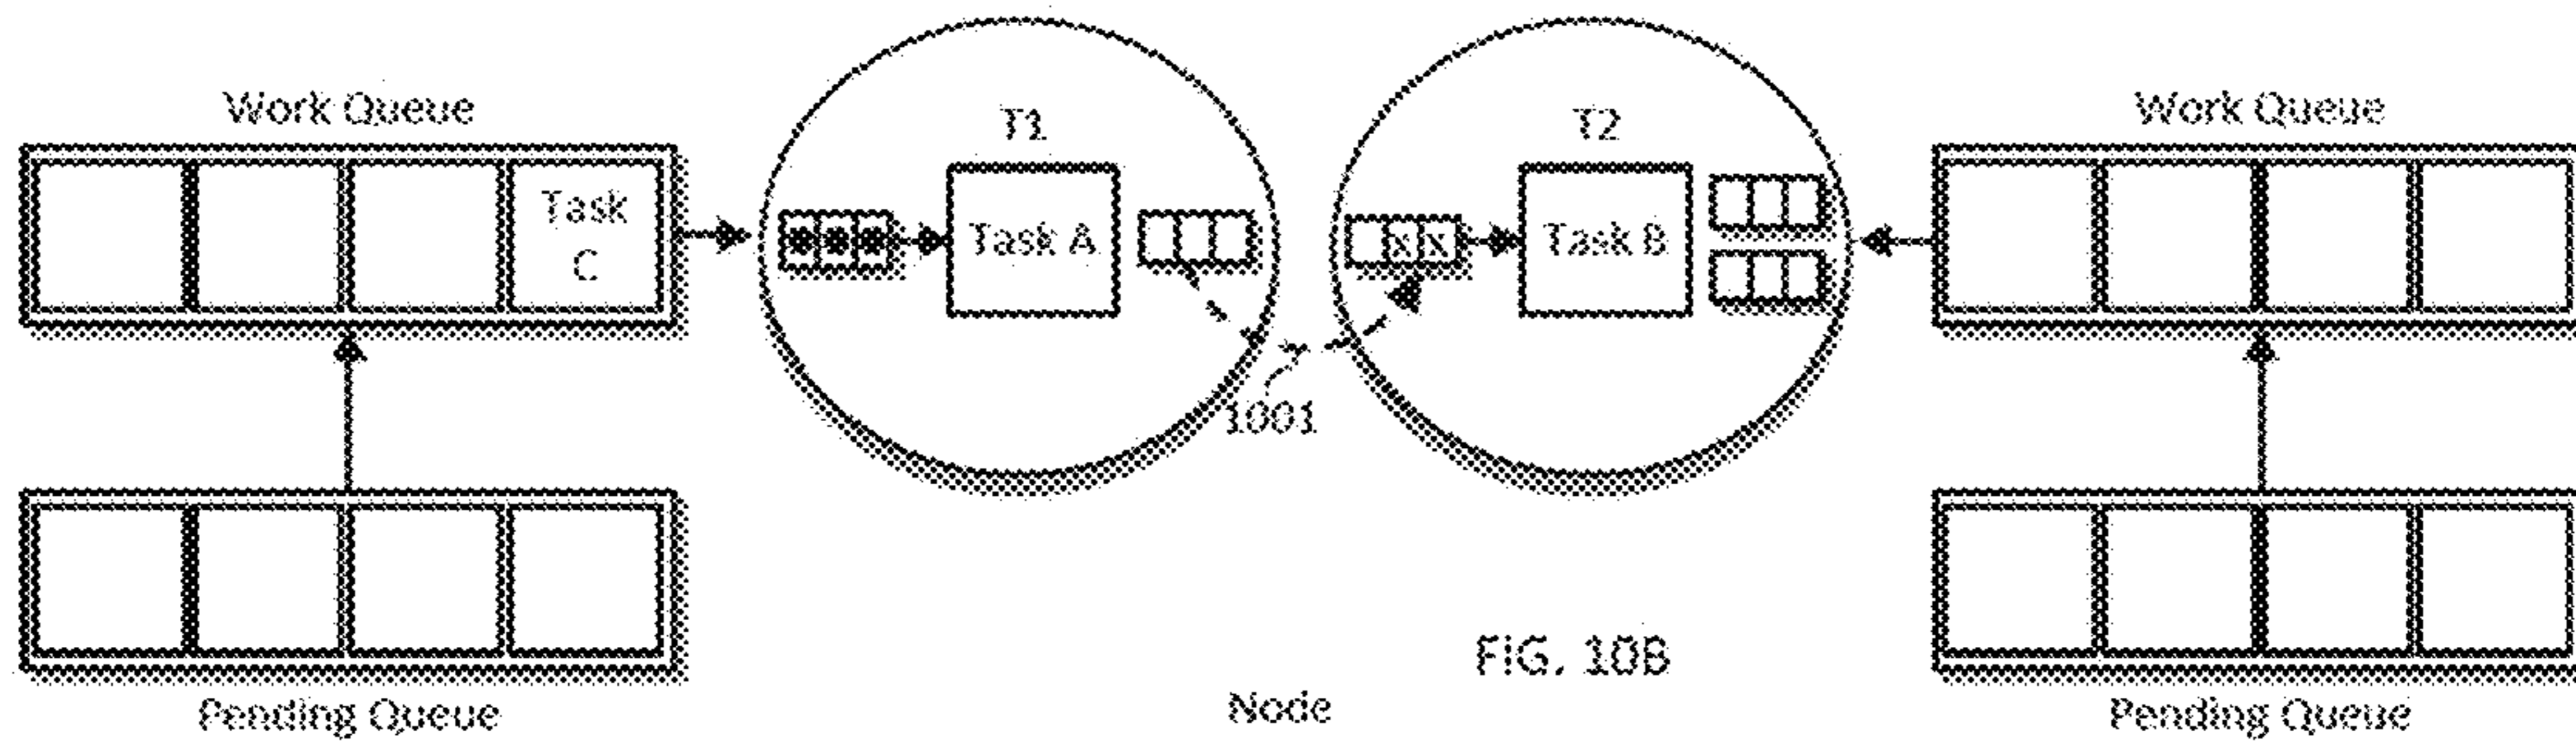 Work Queue
T1
T2
Work Queue
Task
C
Task A
x x
Task B
1001
FIG. 10B
Pending Queue
Node
Pending Queue